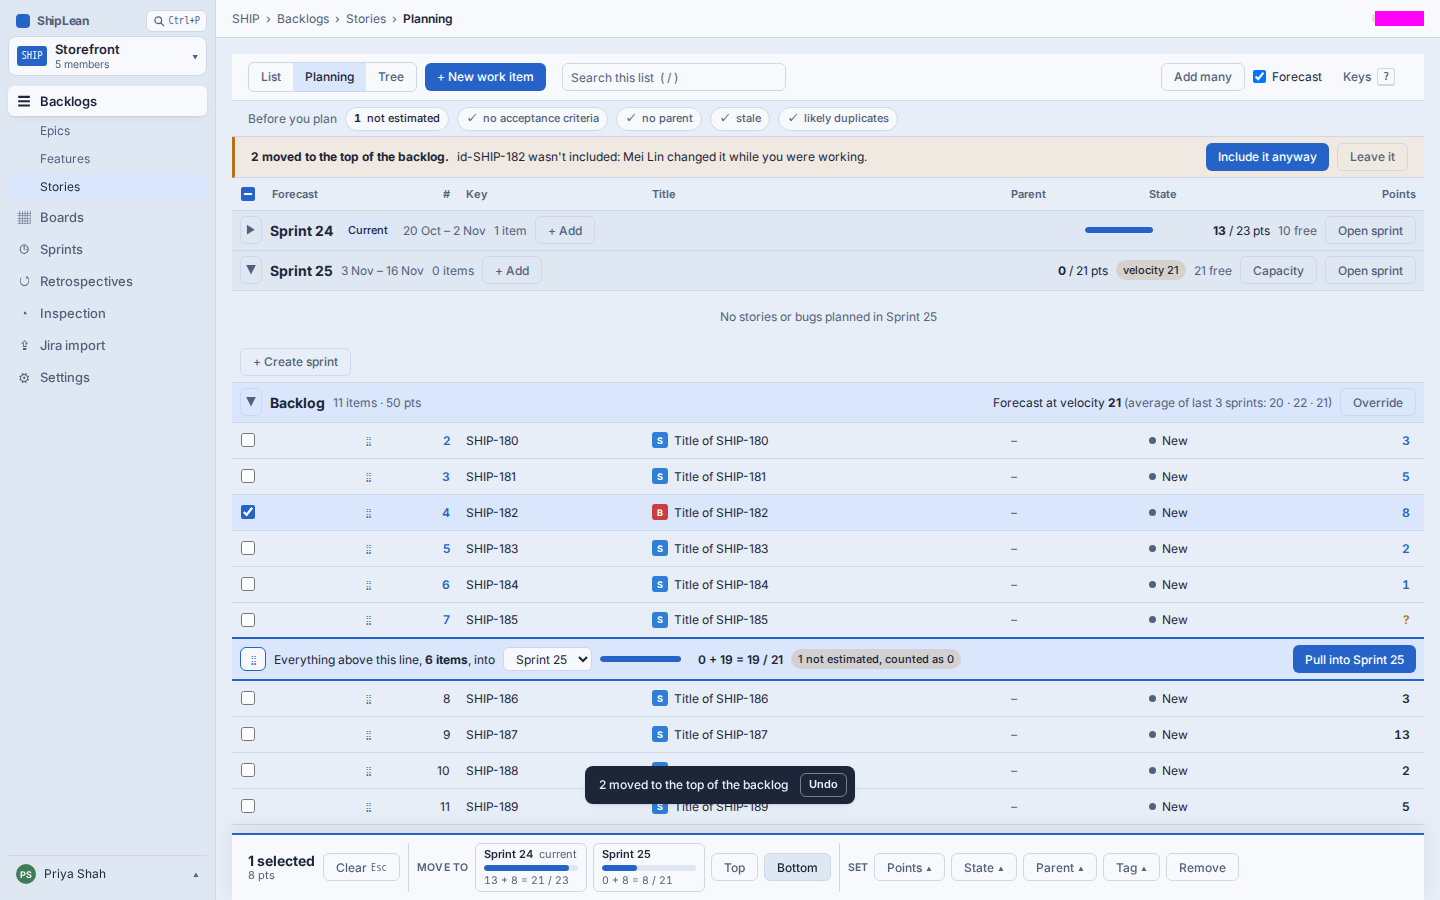 ShipLean Ctrl+P
SHIP Storefront
5 members
Backlogs
Epics
Features
Stories
Boards
Sprints
Retrospectives
Inspection
Jira import
Settings
PS Priya Shah
SHIP › Backlogs › Stories › Planning
List Planning Tree + New work item Search this list ( / ) Add many Forecast Keys ?
Before you plan 1 not estimated ✓ no acceptance criteria ✓ no parent ✓ stale ✓ likely duplicates
2 moved to the top of the backlog. id-SHIP-182 wasn't included: Mei Lin changed it while you were working. Include it anyway Leave it
Forecast # Key Title Parent State Points
Sprint 24 Current 20 Oct – 2 Nov 1 item + Add 13 / 23 pts 10 free Open sprint
Sprint 25 3 Nov – 16 Nov 0 items + Add 0 / 21 pts velocity 21 21 free Capacity Open sprint
No stories or bugs planned in Sprint 25
+ Create sprint
Backlog 11 items · 50 pts Forecast at velocity 21 (average of last 3 sprints: 20 · 22 · 21) Override
2 SHIP-180 S Title of SHIP-180 – New 3
3 SHIP-181 S Title of SHIP-181 – New 5
4 SHIP-182 B Title of SHIP-182 – New 8
5 SHIP-183 S Title of SHIP-183 – New 2
6 SHIP-184 S Title of SHIP-184 – New 1
7 SHIP-185 S Title of SHIP-185 – New ?
Everything above this line, 6 items, into Sprint 25 0 + 19 = 19 / 21 1 not estimated, counted as 0 Pull into Sprint 25
8 SHIP-186 S Title of SHIP-186 – New 3
9 SHIP-187 S Title of SHIP-187 – New 13
10 SHIP-188 – New 2
2 moved to the top of the backlog Undo
11 SHIP-189 S Title of SHIP-189 – New 5
1 selected
8 pts
Clear Esc MOVE TO
Sprint 24 current
13 + 8 = 21 / 23
Sprint 25
0 + 8 = 8 / 21
Top Bottom SET Points ▴ State ▴ Parent ▴ Tag ▴ Remove